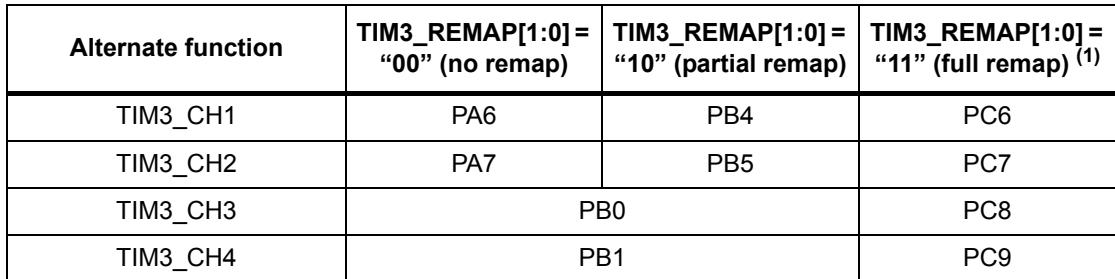 Alternate function TIM3_REMAP[1:0] = TIM3_REMAP[1:0] = TIM3_REMAP[1:0] =
“00” (no remap) “10” (partial remap) “11” (full remap) (1)
TIM3_CH1 PA6 PB4 PC6
TIM3_CH2 PA7 PB5 PC7
TIM3_CH3 PB0 PC8
TIM3_CH4 PB1 PC9